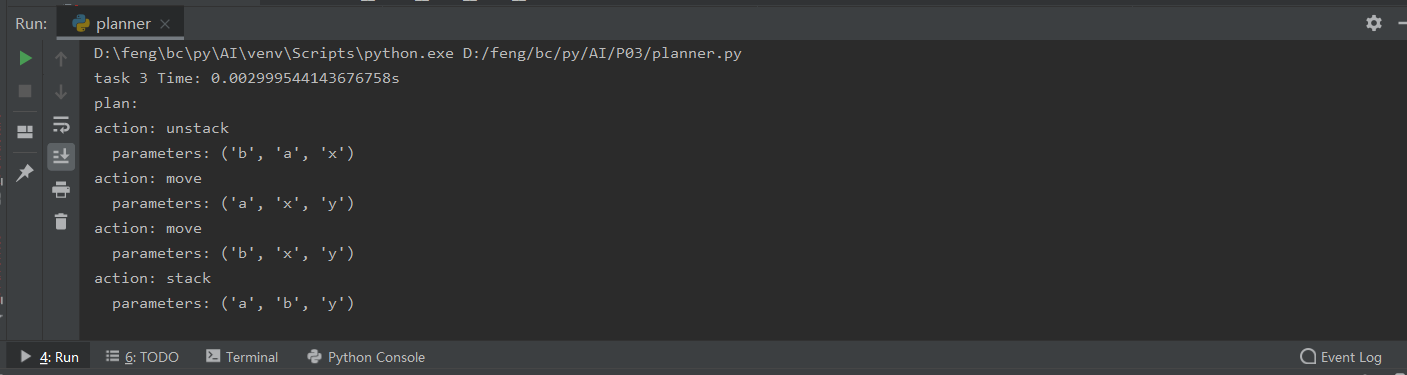 Run: planner
D:\feng\bc\py\AI\venv\Scripts\python.exe D:/feng/bc/py/AI/P03/planner.py
task 3 Time: 0.002999544143676758s
plan:
action: unstack
  parameters: ('b', 'a', 'x')
action: move
  parameters: ('a', 'x', 'y')
action: move
  parameters: ('b', 'x', 'y')
action: stack
  parameters: ('a', 'b', 'y')
4: Run 6: TODO Terminal Python Console Event Log